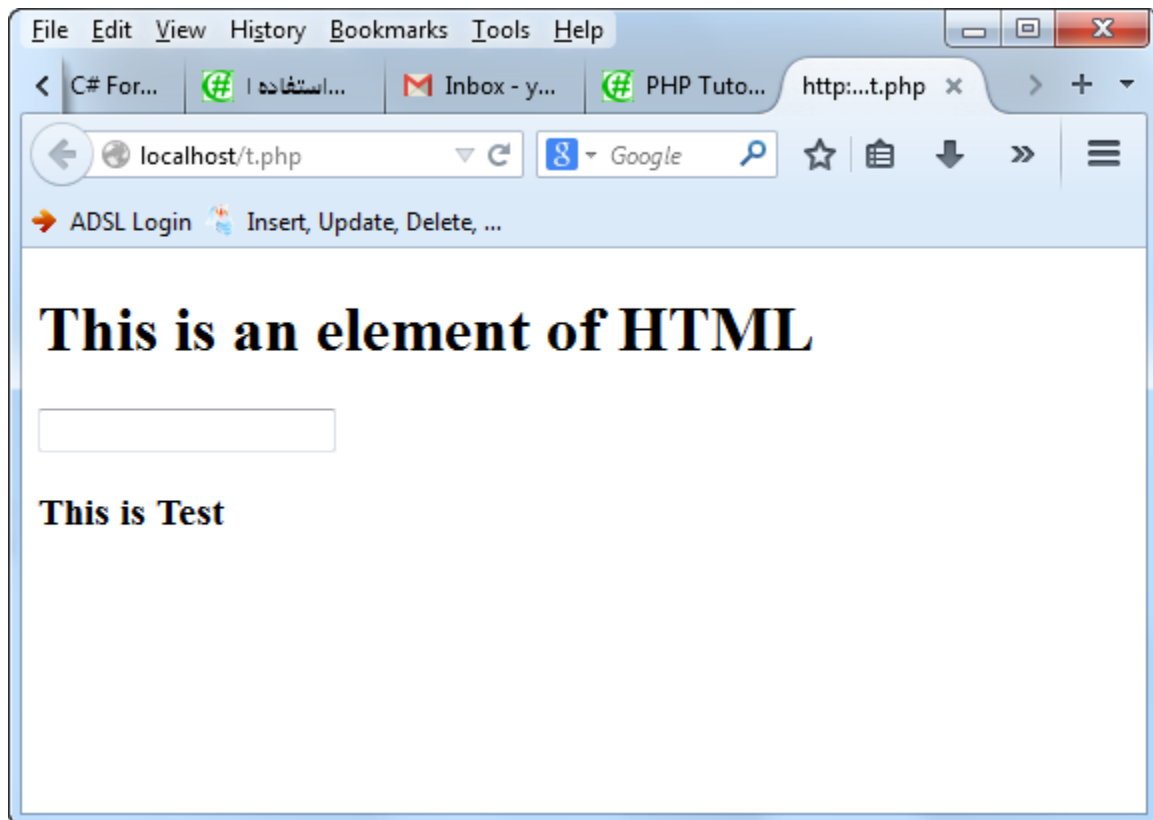 File Edit View History Bookmarks Tools Help
C# For... استفاده ا... Inbox - y... PHP Tuto... http:...t.php
localhost/t.php Google
ADSL Login Insert, Update, Delete, ...
This is an element of HTML
This is Test